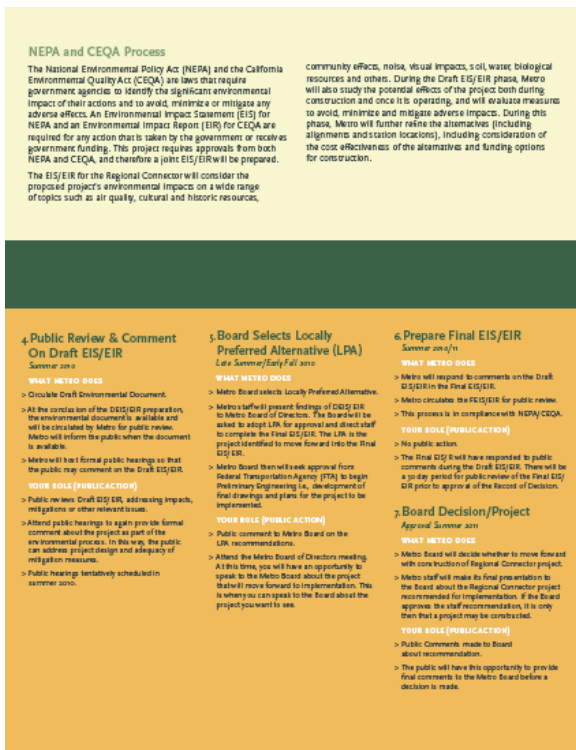 NEPA and CEQA Process
The National Environmental Policy Act (NEPA) and the California
Environmental Quality Act (CEQA) are laws that require
government agencies to identify the significant environmental
impact of their actions and to avoid, minimize or mitigate any
adverse effects. An Environmental Impact Statement (EIS) for
NEPA and an Environmental Impact Report (EIR) for CEQA are
required for any action that is taken by the government or receives
government funding. This project requires approvals from both
NEPA and CEQA, and therefore a joint EIS/EIR will be prepared.
The EIS/EIR for the Regional Connector will consider the
proposed project's environmental impacts on a wide range
of topics such as air quality, cultural and historic resources,
community effects, noise, visual impacts, soil, water, biological
resources and others. During the Draft EIS/EIR phase, Metro
will also study the potential effects of the project both during
construction and once it is operating, and will evaluate measures
to avoid, minimize and mitigate adverse impacts. During this
phase, Metro will further refine the alternatives (including
alignments and station locations), including consideration of
the cost effectiveness of the alternatives and funding options
for construction.
4. Public Review & Comment
On Draft EIS/EIR
Summer 2010
WHAT METRO DOES
> Circulate Draft Environmental Document.
> At the conclusion of the DEIS/EIR preparation,
the environmental document is available and
will be circulated by Metro for public review.
Metro will inform the public when the document
is available.
> Metro will host formal public hearings so that
the public may comment on the Draft EIS/EIR.
YOUR ROLE (PUBLIC ACTION)
> Public reviews Draft EIS/EIR, addressing impacts,
mitigations or other relevant issues.
> Attend public hearings to again provide formal
comment about the project as part of the
environmental process. In this way, the public
can address project design and adequacy of
mitigation measures.
> Public hearings tentatively scheduled in
summer 2010.
5. Board Selects Locally
Preferred Alternative (LPA)
Late Summer/Early Fall 2010
WHAT METRO DOES
> Metro Board selects Locally Preferred Alternative.
> Metro staff will present findings of DEIS/EIR
to Metro Board of Directors. The Board will be
asked to adopt LPA for approval and direct staff
to complete the Final EIS/EIR. The LPA is the
project identified to move forward into the Final
EIS/EIR.
> Metro Board then will seek approval from
Federal Transportation Agency (FTA) to begin
Preliminary Engineering i.e., development of
final drawings and plans for the project to be
implemented.
YOUR ROLE (PUBLIC ACTION)
> Public comment to Metro Board on the
LPA recommendations.
> Attend the Metro Board of Directors meeting.
At this time, you will have an opportunity to
speak to the Metro Board about the project
that will move forward to implementation. This
is when you can speak to the Board about the
project you want to see.
6. Prepare Final EIS/EIR
Summer 2010/11
WHAT METRO DOES
> Metro will respond to comments on the Draft
EIS/EIR in the Final EIS/EIR.
> Metro circulates the FEIS/EIR for public review.
> This process is in compliance with NEPA/CEQA.
YOUR ROLE (PUBLIC ACTION)
> No public action.
> The Final EIS/R will have responded to public
comments during the Draft EIS/EIR. There will be
a 30 day period for public review of the Final EIS/
EIR prior to approval of the Record of Decision.
7. Board Decision/Project
Approval Summer 2011
WHAT METRO DOES
> Metro Board will decide whether to move forward
with construction of Regional Connector project.
> Metro staff will make its final presentation to
the Board about the Regional Connector project
recommended for implementation. If the Board
approves the staff recommendation, it is only
then that a project may be constructed.
YOUR ROLE (PUBLIC ACTION)
> Public Comments made to Board
about recommendation.
> The public will have this opportunity to provide
final comments to the Metro Board before a
decision is made.